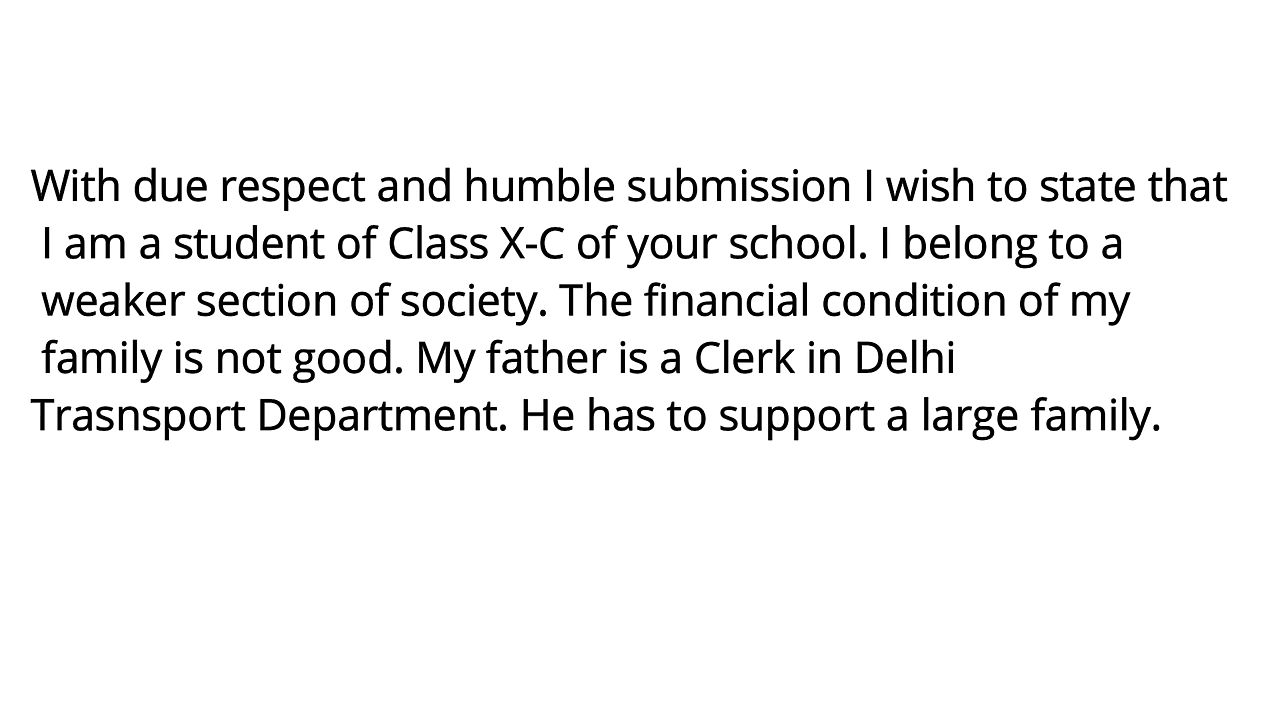 With due respect and humble submission I wish to state that
I am a student of Class X-C of your school. I belong to a
weaker section of society. The financial condition of my
family is not good. My father is a Clerk in Delhi
Trasnsport Department. He has to support a large family.